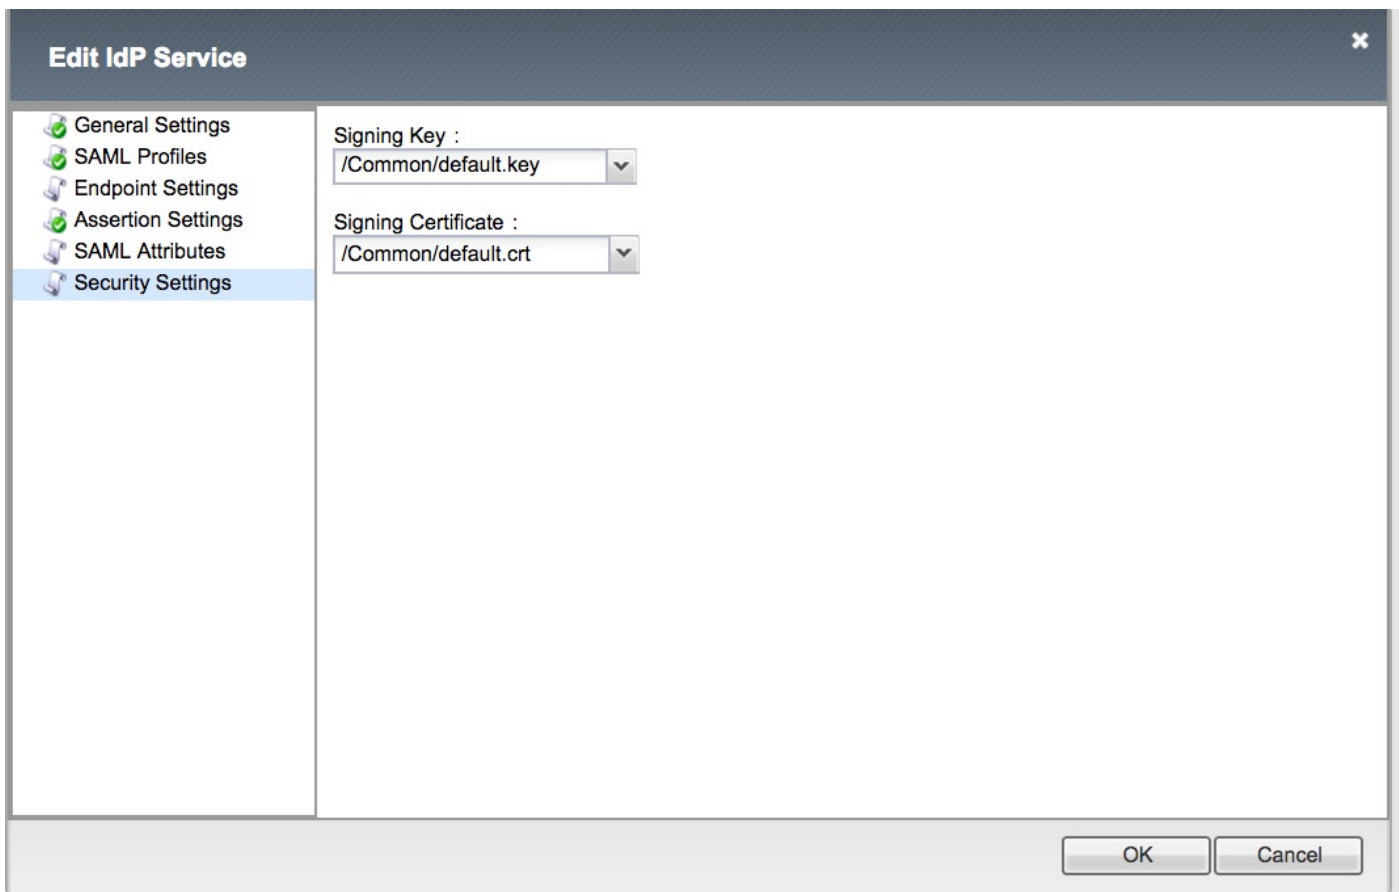 Edit IdP Service
General Settings
SAML Profiles
Endpoint Settings
Assertion Settings
SAML Attributes
Security Settings
Signing Key :
/Common/default.key
Signing Certificate :
/Common/default.crt
OK
Cancel